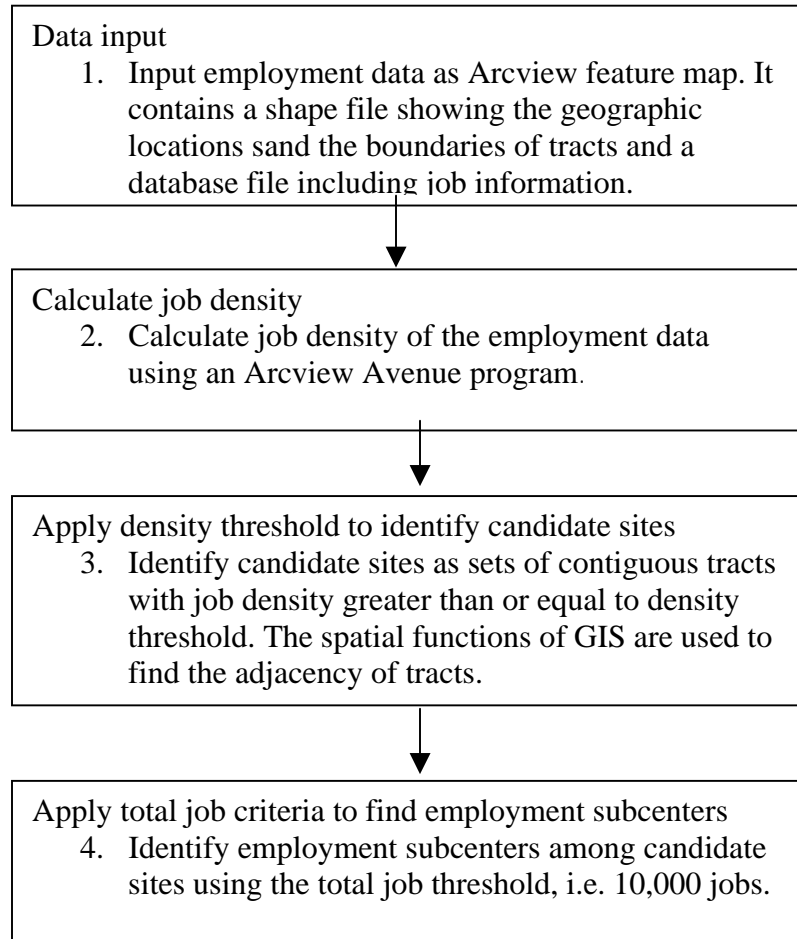 Data input
1. Input employment data as Arcview feature map. It
contains a shape file showing the geographic
locations sand the boundaries of tracts and a
database file including job information.
Calculate job density
2. Calculate job density of the employment data
using an Arcview Avenue program.
Apply density threshold to identify candidate sites
3. Identify candidate sites as sets of contiguous tracts
with job density greater than or equal to density
threshold. The spatial functions of GIS are used to
find the adjacency of tracts.
Apply total job criteria to find employment subcenters
4. Identify employment subcenters among candidate
sites using the total job threshold, i.e. 10,000 jobs.